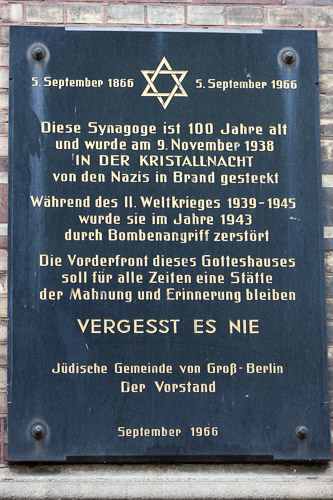 5. September 1866 5. September 1966
Diese Synagoge ist 100 Jahre alt
und wurde am 9. November 1938
IN DER KRISTALLNACHT
von den Nazis in Brand gesteckt
Während des II. Weltkrieges 1939-1945
wurde sie im Jahre 1943
durch Bombenangriff zerstört
Die Vorderfront dieses Gotteshauses
soll für alle Zeiten eine Stätte
der Mahnung und Erinnerung bleiben
VERGESST ES NIE
Jüdische Gemeinde von Groß-Berlin
Der Vorstand
September 1966